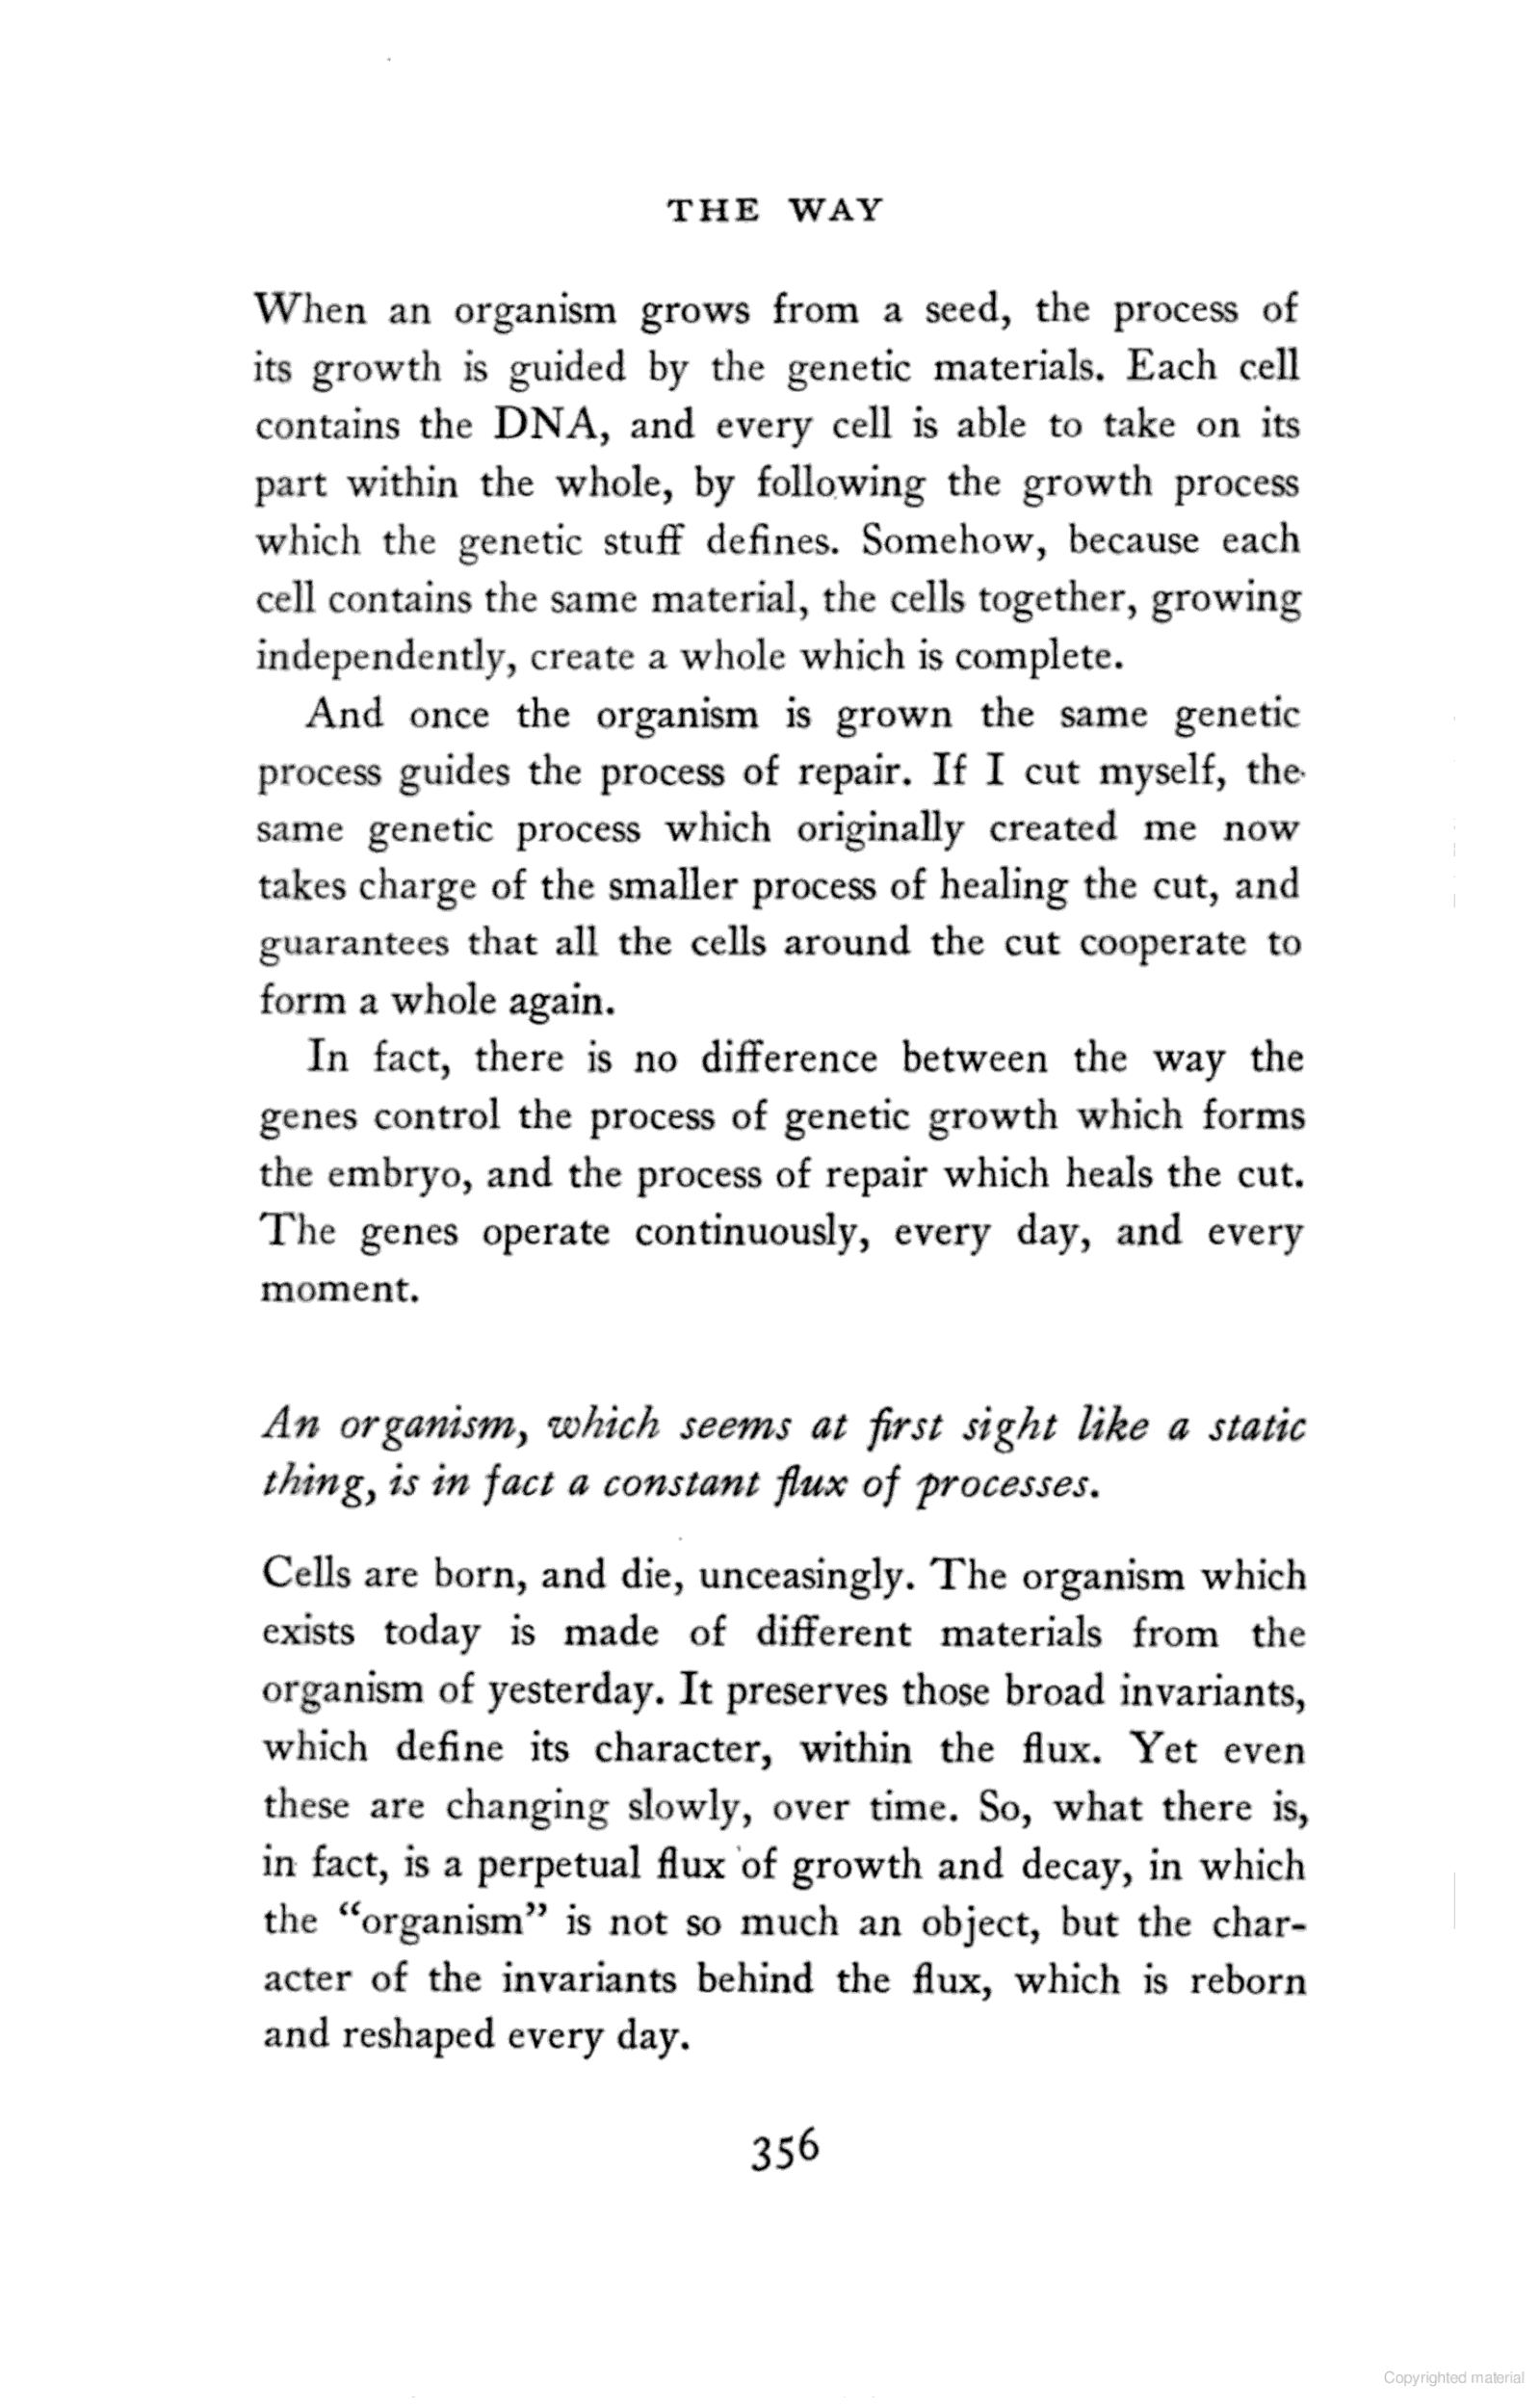 THE WAY
When an organism grows from a seed, the process of
its growth is guided by the genetic materials. Each cell
contains the DNA, and every cell is able to take on its
part within the whole, by following the growth process
which the genetic stuff defines. Somehow, because each
cell contains the same material, the cells together, growing
independently, create a whole which is complete.
And once the organism is grown the same genetic
process guides the process of repair. If I cut myself, the
same genetic process which originally created me now
takes charge of the smaller process of healing the cut, and
guarantees that all the cells around the cut cooperate to
form a whole again.
In fact, there is no difference between the way the
genes control the process of genetic growth which forms
the embryo, and the process of repair which heals the cut.
The genes operate continuously, every day, and every
moment.
An organism, which seems at first sight like a static
thing, is in fact a constant flux of processes.
Cells are born, and die, unceasingly. The organism which
exists today is made of different materials from the
organism of yesterday. It preserves those broad invariants,
which define its character, within the flux. Yet even
these are changing slowly, over time. So, what there is,
in fact, is a perpetual flux of growth and decay, in which
the “organism” is not so much an object, but the char-
acter of the invariants behind the flux, which is reborn
and reshaped every day.
356
Copyrighted material